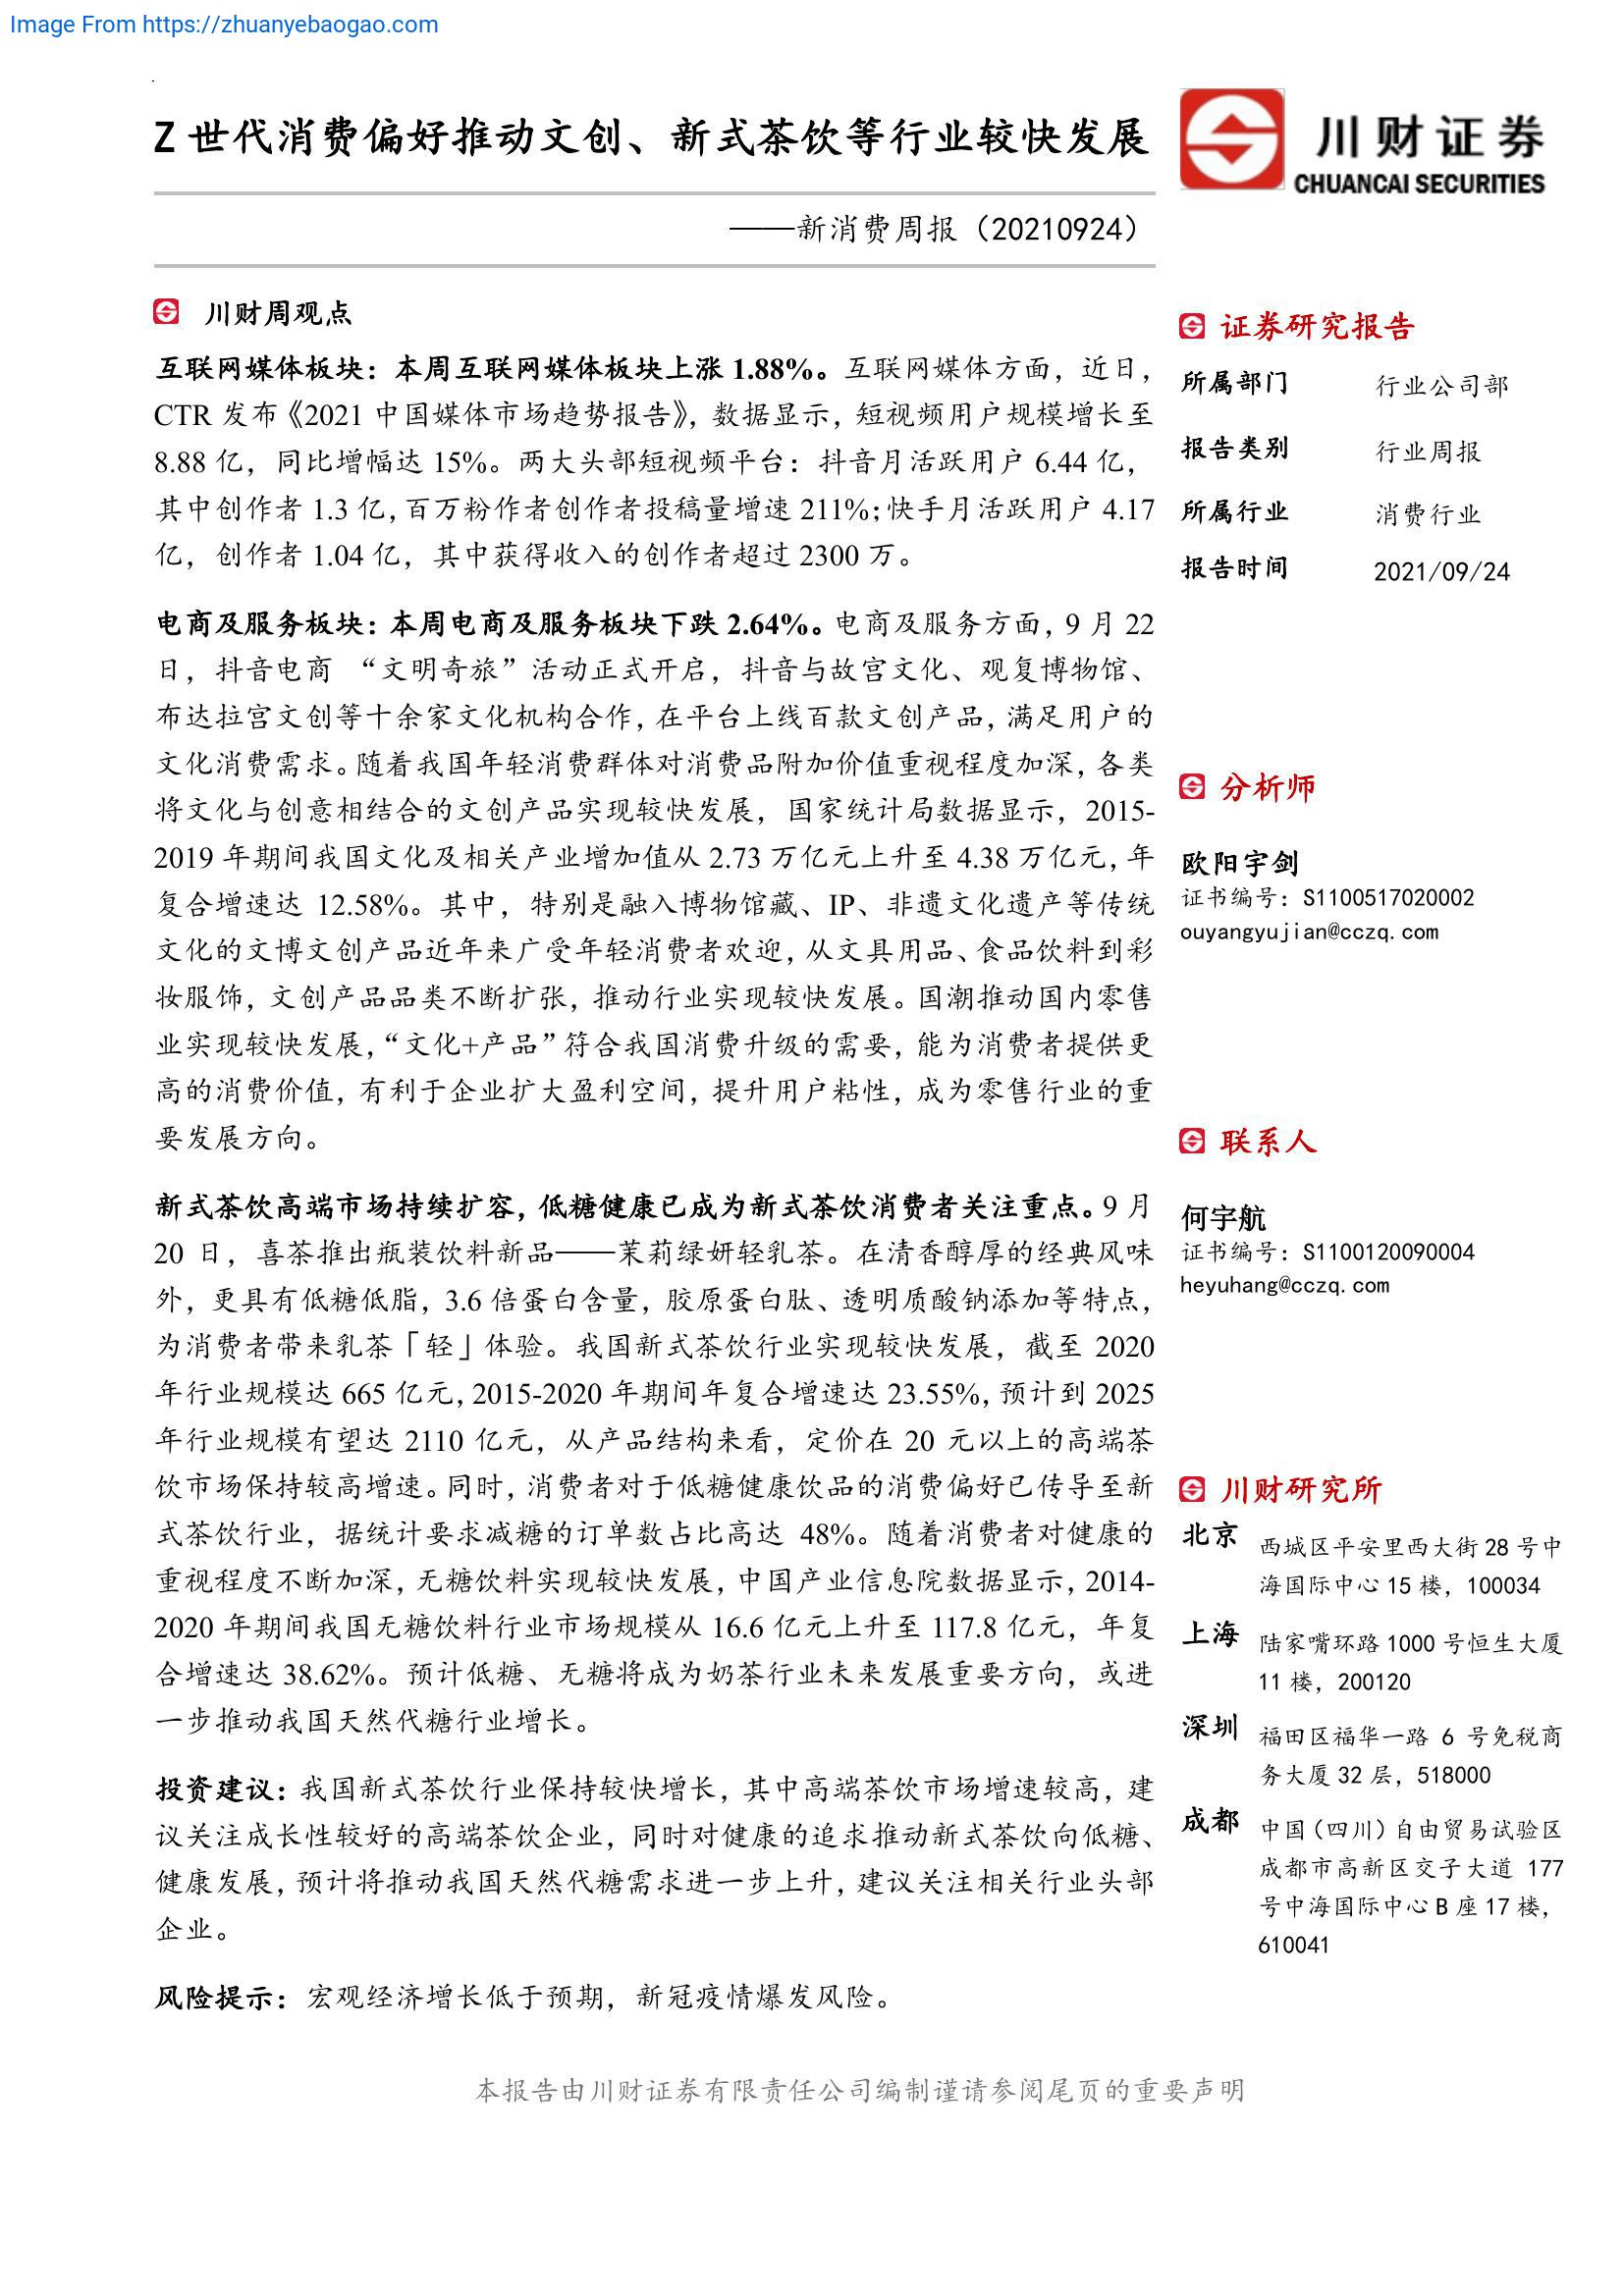 Image From https://zhuanyebaogao.com
Z 世代消费偏好推动文创、新式茶饮等行业较快发展
——新消费周报（20210924）
川财证券
CHUANCAI SECURITIES
川财周观点
互联网媒体板块：本周互联网媒体板块上涨 1.88%。互联网媒体方面，近日，
CTR 发布《2021 中国媒体市场趋势报告》，数据显示，短视频用户规模增长至
8.88 亿，同比增幅达 15%。两大头部短视频平台：抖音月活跃用户 6.44 亿，
其中创作者 1.3 亿，百万粉作者创作者投稿量增速 211%；快手月活跃用户 4.17
亿，创作者 1.04 亿，其中获得收入的创作者超过 2300 万。
电商及服务板块：本周电商及服务板块下跌 2.64%。电商及服务方面，9 月 22
日，抖音电商 “文明奇旅”活动正式开启，抖音与故宫文化、观复博物馆、
布达拉宫文创等十余家文化机构合作，在平台上线百款文创产品，满足用户的
文化消费需求。随着我国年轻消费群体对消费品附加价值重视程度加深，各类
将文化与创意相结合的文创产品实现较快发展，国家统计局数据显示，2015-
2019 年期间我国文化及相关产业增加值从 2.73 万亿元上升至 4.38 万亿元，年
复合增速达 12.58%。其中，特别是融入博物馆藏、IP、非遗文化遗产等传统
文化的文博文创产品近年来广受年轻消费者欢迎，从文具用品、食品饮料到彩
妆服饰，文创产品品类不断扩张，推动行业实现较快发展。国潮推动国内零售
业实现较快发展，“文化+产品”符合我国消费升级的需要，能为消费者提供更
高的消费价值，有利于企业扩大盈利空间，提升用户粘性，成为零售行业的重
要发展方向。
新式茶饮高端市场持续扩容，低糖健康已成为新式茶饮消费者关注重点。9 月
20 日，喜茶推出瓶装饮料新品——茉莉绿妍轻乳茶。在清香醇厚的经典风味
外，更具有低糖低脂，3.6 倍蛋白含量，胶原蛋白肽、透明质酸钠添加等特点，
为消费者带来乳茶「轻」体验。我国新式茶饮行业实现较快发展，截至 2020
年行业规模达 665 亿元，2015-2020 年期间年复合增速达 23.55%，预计到 2025
年行业规模有望达 2110 亿元，从产品结构来看，定价在 20 元以上的高端茶
饮市场保持较高增速。同时，消费者对于低糖健康饮品的消费偏好已传导至新
式茶饮行业，据统计要求减糖的订单数占比高达 48%。随着消费者对健康的
重视程度不断加深，无糖饮料实现较快发展，中国产业信息院数据显示，2014-
2020 年期间我国无糖饮料行业市场规模从 16.6 亿元上升至 117.8 亿元，年复
合增速达 38.62%。预计低糖、无糖将成为奶茶行业未来发展重要方向，或进
一步推动我国天然代糖行业增长。
投资建议：我国新式茶饮行业保持较快增长，其中高端茶饮市场增速较高，建
议关注成长性较好的高端茶饮企业，同时对健康的追求推动新式茶饮向低糖、
健康发展，预计将推动我国天然代糖需求进一步上升，建议关注相关行业头部
企业。
风险提示：宏观经济增长低于预期，新冠疫情爆发风险。
证券研究报告
所属部门 行业公司部
报告类别 行业周报
所属行业 消费行业
报告时间 2021/09/24
分析师
欧阳宇剑
证书编号：S1100517020002
ouyangyujian@cczq.com
联系人
何宇航
证书编号：S1100120090004
heyuhang@cczq.com
川财研究所
北京 西城区平安里西大街 28 号中
海国际中心 15 楼，100034
上海 陆家嘴环路 1000 号恒生大厦
11 楼，200120
深圳 福田区福华一路 6 号免税商
务大厦 32 层，518000
成都 中国（四川）自由贸易试验区
成都市高新区交子大道 177
号中海国际中心 B 座 17 楼，
610041
本报告由川财证券有限责任公司编制谨请参阅尾页的重要声明